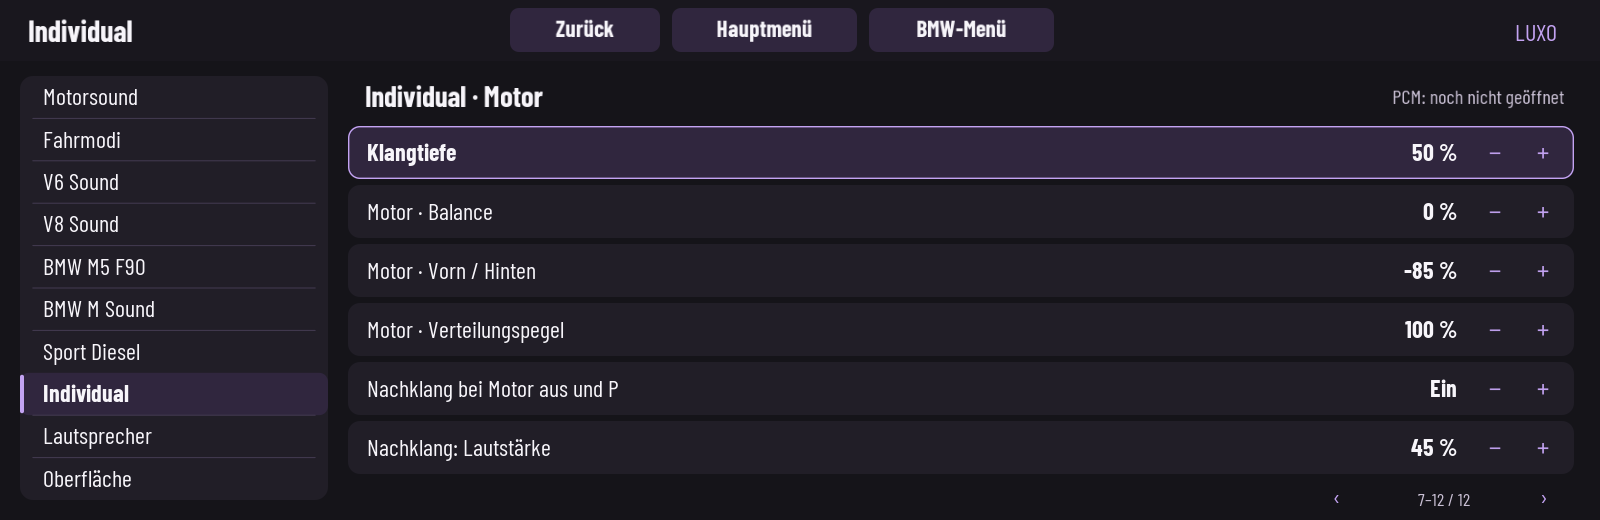 Individual
Zurück
Hauptmenü
BMW-Menü
LUXO
Motorsound
Fahrmodi
V6 Sound
V8 Sound
BMW M5 F90
BMW M Sound
Sport Diesel
Individual
Lautsprecher
Oberfläche
Individual · Motor
PCM: noch nicht geöffnet
Klangtiefe 50 % − +
Motor · Balance 0 % − +
Motor · Vorn / Hinten -85 % − +
Motor · Verteilungspegel 100 % − +
Nachklang bei Motor aus und P Ein − +
Nachklang: Lautstärke 45 % − +
‹ 7–12 / 12 ›